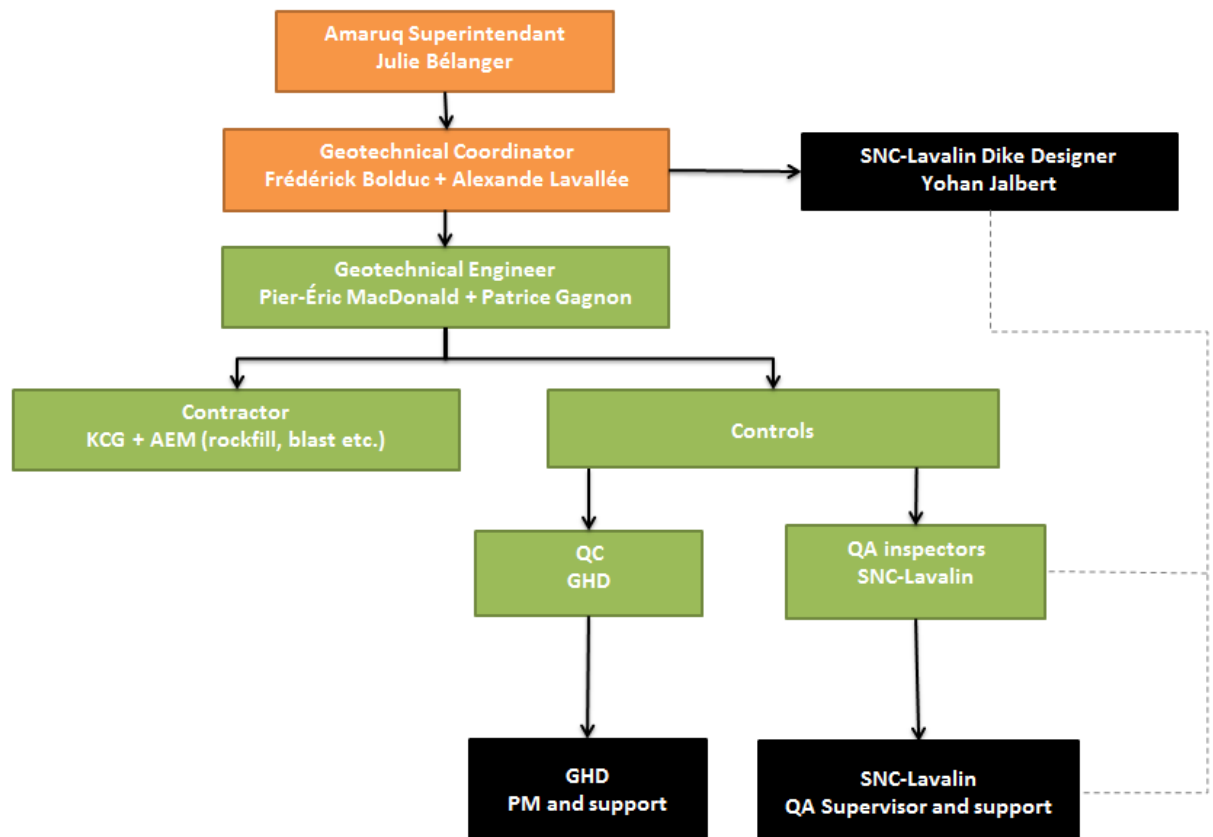 Amaruq Superintendant
Julie Bélanger
Geotechnical Coordinator
Frédérick Bolduc + Alexande Lavallée
SNC-Lavalin Dike Designer
Yohan Jalbert
Geotechnical Engineer
Pier-Éric MacDonald + Patrice Gagnon
Contractor
KCG + AEM (rockfill, blast etc.)
Controls
QC
GHD
QA inspectors
SNC-Lavalin
GHD
PM and support
SNC-Lavalin
QA Supervisor and support